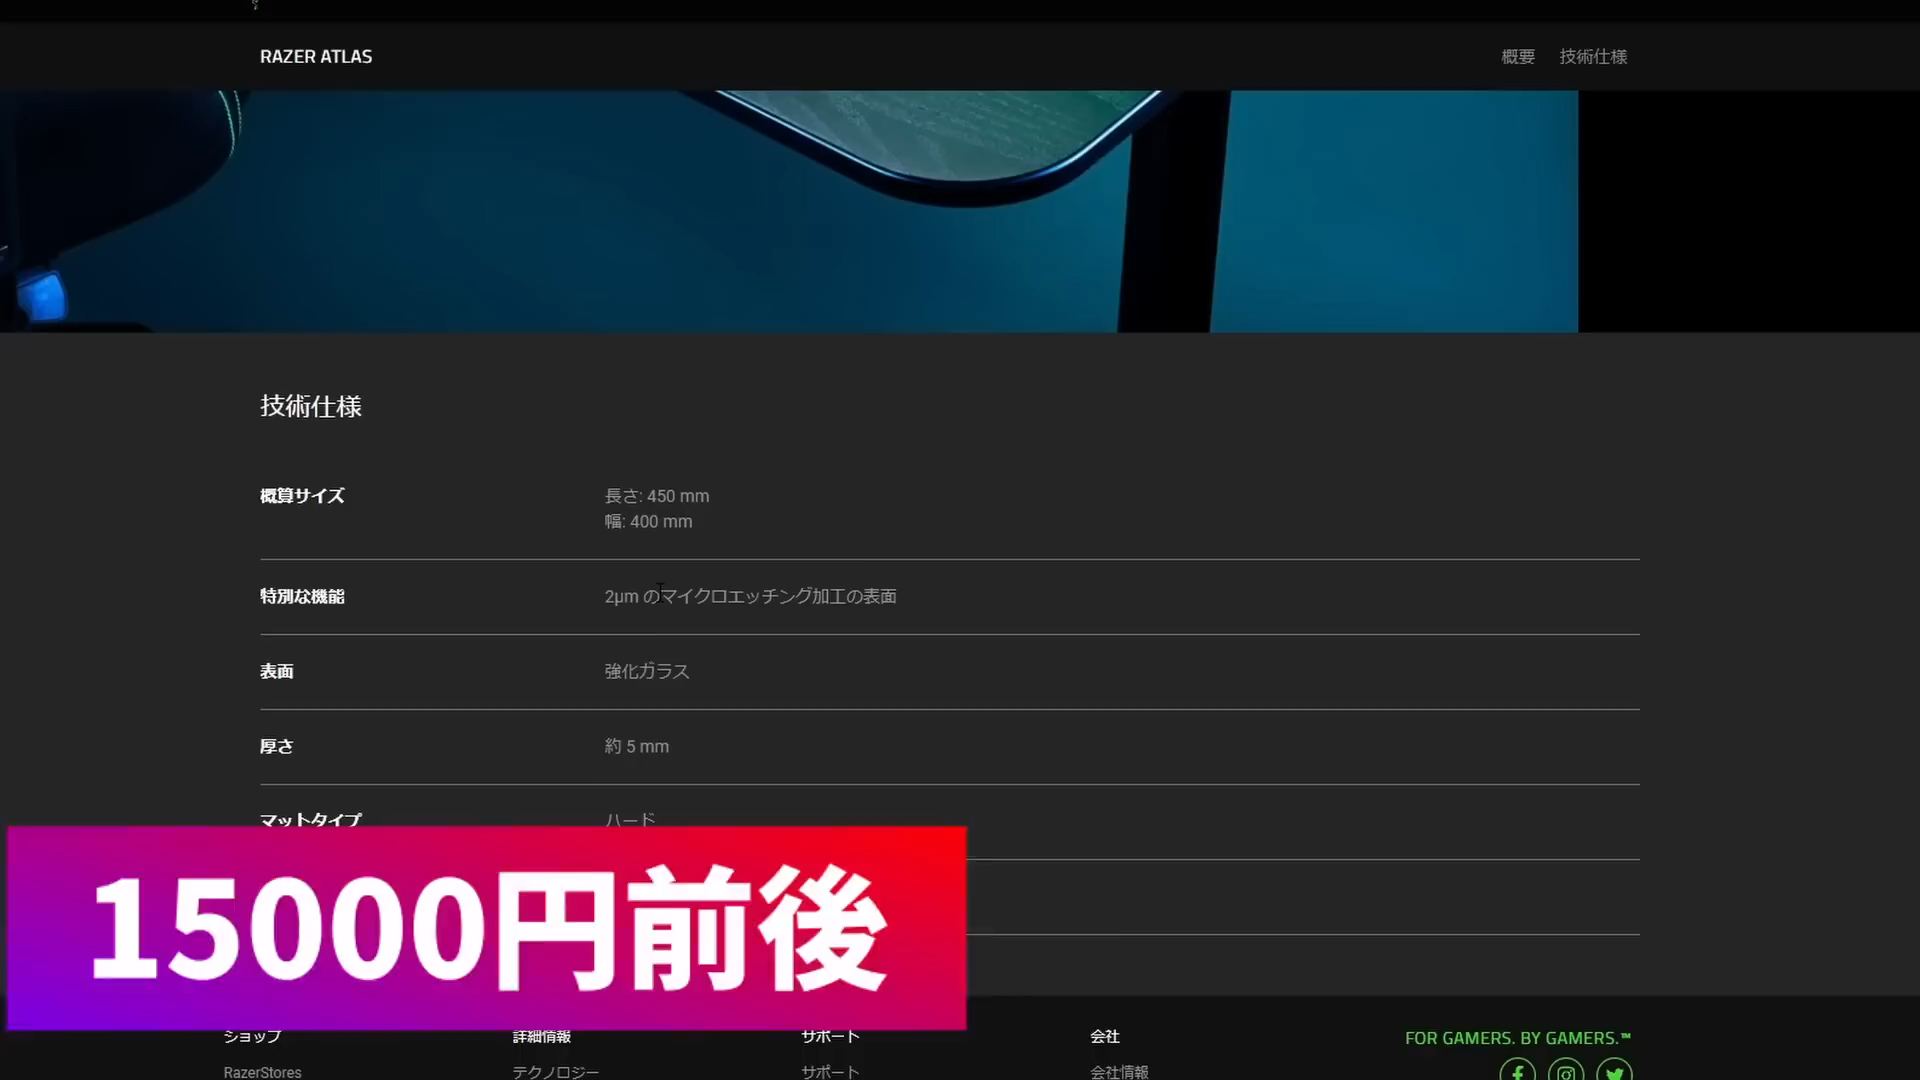 RAZER ATLAS
概要 技術仕様
技術仕様
概算サイズ 長さ: 450 mm
幅: 400 mm
特別な機能 2μm のマイクロエッチング加工の表面
表面 強化ガラス
厚さ 約 5 mm
マットタイプ ハード
15000円前後
ショップ 詳細情報 サポート 会社 FOR GAMERS. BY GAMERS.™
RazerStores テクノロジー サポート 会社情報